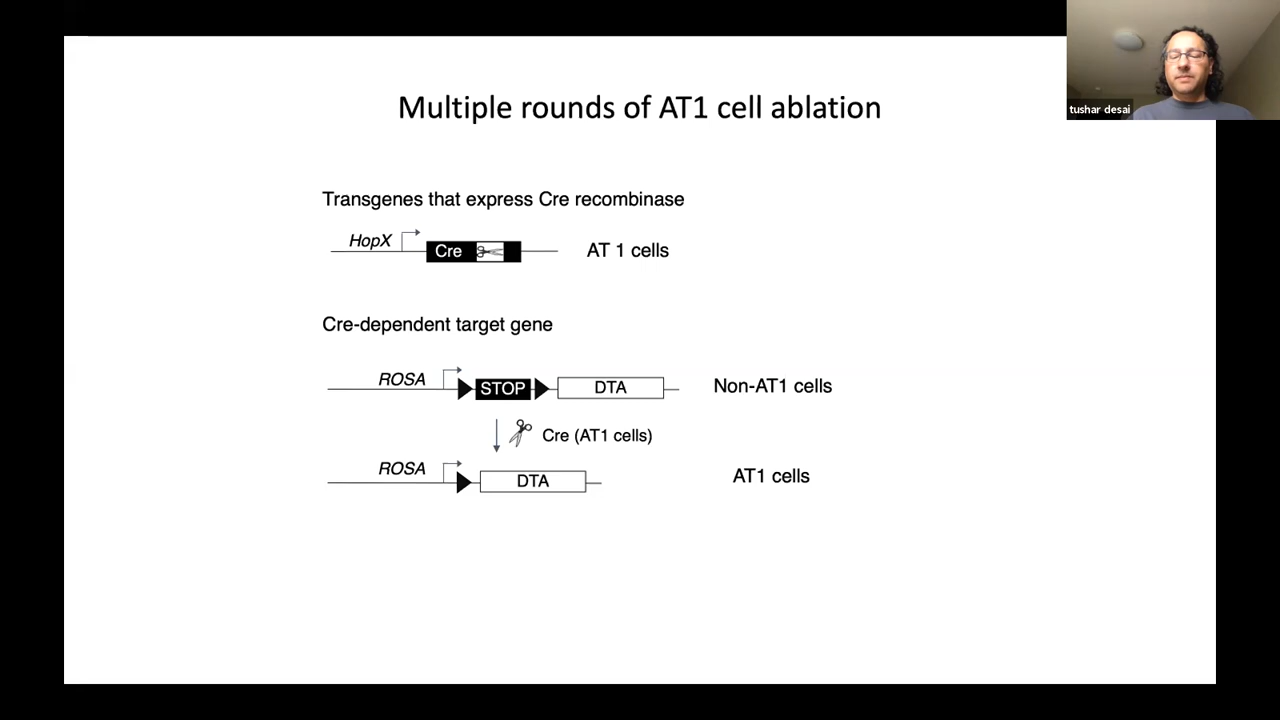 Multiple rounds of AT1 cell ablation
tushar desai
Transgenes that express Cre recombinase
HopX
Cre
AT 1 cells
Cre-dependent target gene
ROSA
STOP
DTA
Non-AT1 cells
Cre (AT1 cells)
ROSA
DTA
AT1 cells